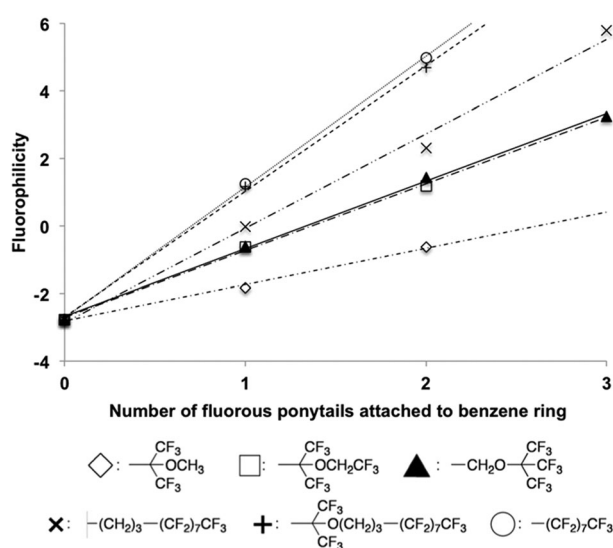 6
4
2
0
-2
-4
Fluorophilicity
0 1 2 3
Number of fluorous ponytails attached to benzene ring
CF₃ CF₃ CF₃
: OCH₃ : OCH₂CF₃ : —CH₂O CF₃
CF₃ CF₃ CF₃
: —(CH₂)₃—(CF₂)₇CF₃ : CF₃ O(CH₂)₃—(CF₂)₇CF₃ : —(CF₂)₇CF₃
CF₃